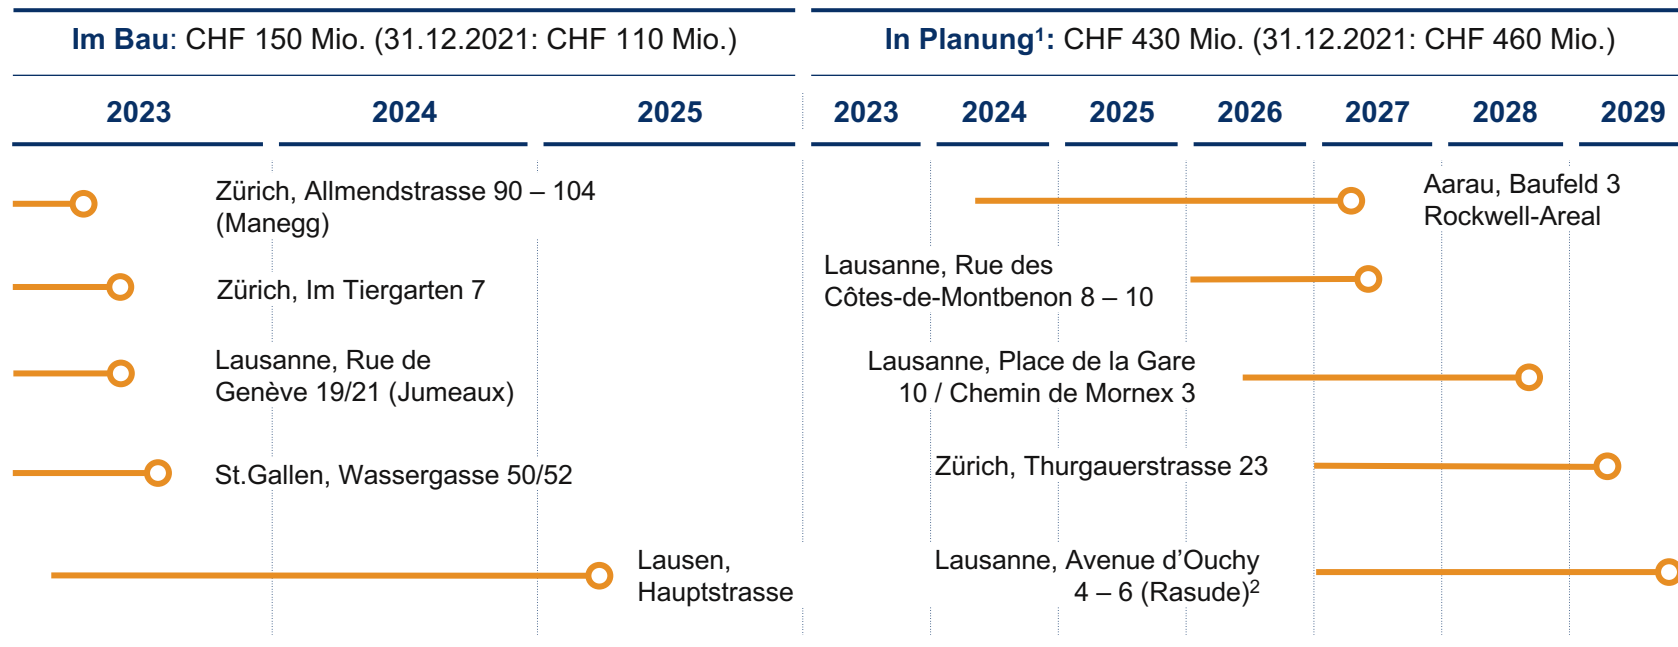 Im Bau: CHF 150 Mio. (31.12.2021: CHF 110 Mio.)
2023 2024 2025
Zürich, Allmendstrasse 90 – 104
(Manegg)
Zürich, Im Tiergarten 7
Lausanne, Rue de
Genève 19/21 (Jumeaux)
St.Gallen, Wassergasse 50/52
Lausen,
Hauptstrasse
In Planung¹: CHF 430 Mio. (31.12.2021: CHF 460 Mio.)
2023 2024 2025 2026 2027 2028 2029
Aarau, Baufeld 3
Rockwell-Areal
Lausanne, Rue des
Côtes-de-Montbenon 8 – 10
Lausanne, Place de la Gare
10 / Chemin de Mornex 3
Zürich, Thurgauerstrasse 23
Lausanne, Avenue d’Ouchy
4 – 6 (Rasude)²